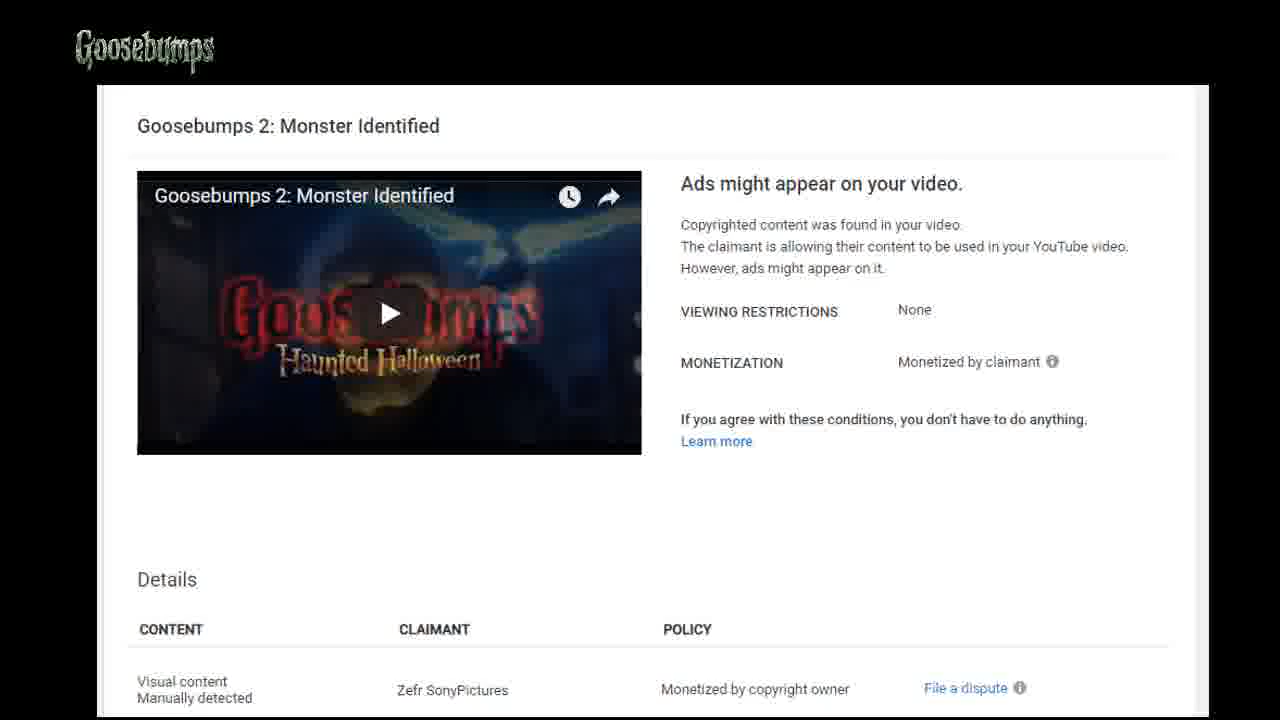 Goosebumps
Goosebumps 2: Monster Identified
Goosebumps 2: Monster Identified
Goosebumps
Haunted Halloween
Ads might appear on your video.
Copyrighted content was found in your video.
The claimant is allowing their content to be used in your YouTube video.
However, ads might appear on it.
VIEWING RESTRICTIONS None
MONETIZATION Monetized by claimant
If you agree with these conditions, you don't have to do anything.
Learn more
Details
CONTENT CLAIMANT POLICY
Visual content
Manually detected
Zefr SonyPictures
Monetized by copyright owner
File a dispute